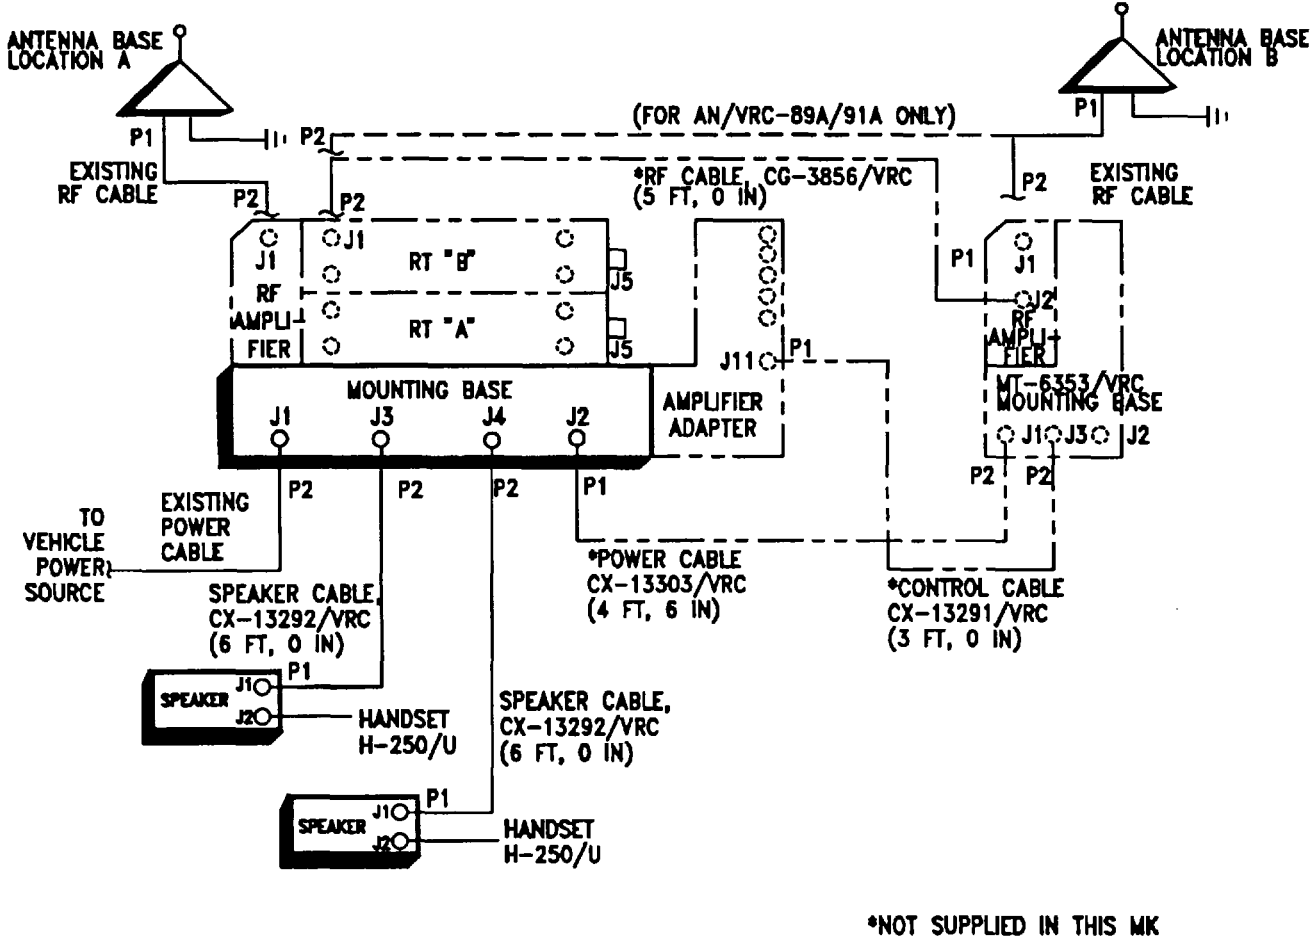 ANTENNA BASE
LOCATION A
P1
EXISTING
RF CABLE
P2
P2
P2
(FOR AN/VRC-89A/91A ONLY)
*RF CABLE, CG-3856/VRC
(5 FT, 0 IN)
ANTENNA BASE
LOCATION B
P1
P2
EXISTING
RF CABLE
J1
RF
AMPLI-
FIER
J1
RT "B"
J5
RT "A"
J5
P1
J1
J2
RF
AMPLI-
FIER
MT-6353/VRC
MOUNTING BASE
J1 J3 J2
P2 P2
J11
P1
AMPLIFIER
ADAPTER
MOUNTING BASE
J1 J3 J4 J2
P2 P2 P2 P1
TO
VEHICLE
POWER
SOURCE
EXISTING
POWER
CABLE
*POWER CABLE
CX-13303/VRC
(4 FT, 6 IN)
*CONTROL CABLE
CX-13291/VRC
(3 FT, 0 IN)
SPEAKER CABLE,
CX-13292/VRC
(6 FT, 0 IN)
P1
SPEAKER
J1
J2
HANDSET
H-250/U
SPEAKER CABLE,
CX-13292/VRC
(6 FT, 0 IN)
P1
SPEAKER
J1
J2
HANDSET
H-250/U
*NOT SUPPLIED IN THIS MK